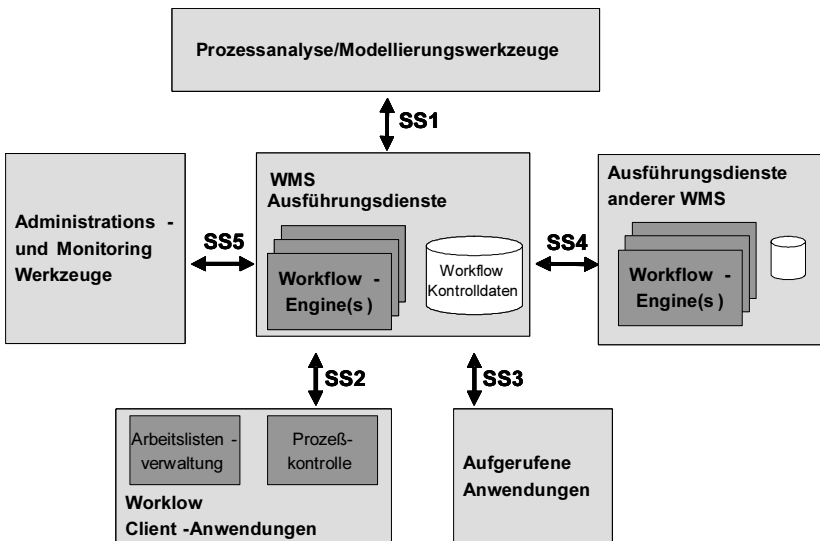 Prozessanalyse/Modellierungswerkzeuge
SS1
WMS
Ausführungsdienste
Workflow -
Engine(s )
Workflow
Kontrolldaten
Administrations -
und Monitoring
Werkzeuge
SS5
SS4
Ausführungsdienste
anderer WMS
Workflow -
Engine(s )
SS2
SS3
Arbeitslisten -
verwaltung
Prozeß-
kontrolle
Worklow
Client -Anwendungen
Aufgerufene
Anwendungen